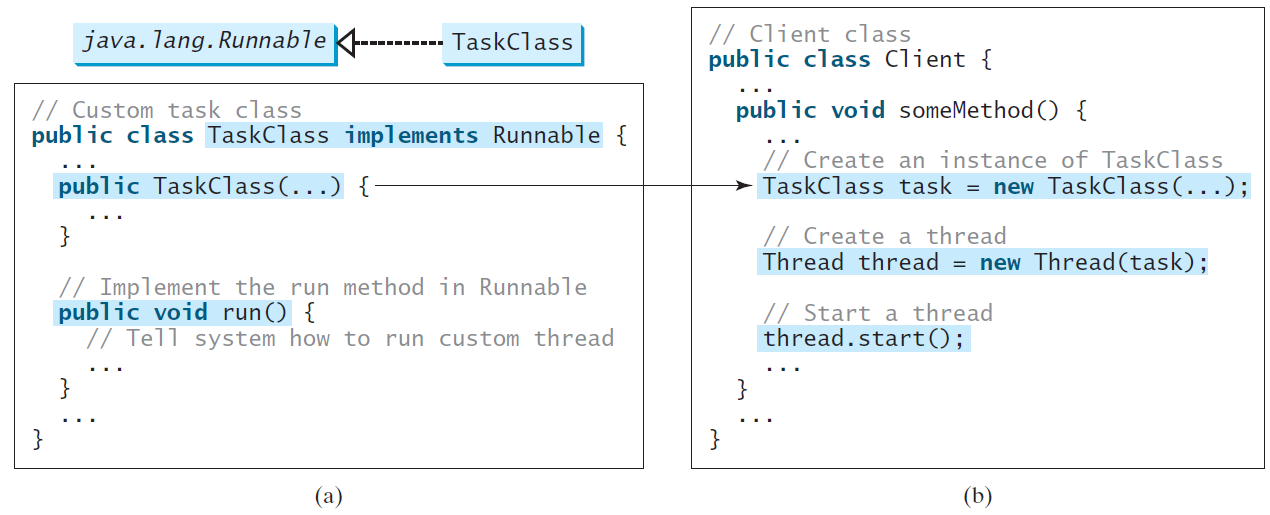 java.lang.Runnable
TaskClass
// Custom task class
public class TaskClass implements Runnable {
...
public TaskClass(...) {
...
}
// Implement the run method in Runnable
public void run() {
// Tell system how to run custom thread
...
}
...
}
(a)
// Client class
public class Client {
...
public void someMethod() {
...
// Create an instance of TaskClass
TaskClass task = new TaskClass(...);
// Create a thread
Thread thread = new Thread(task);
// Start a thread
thread.start();
...
}
...
}
(b)